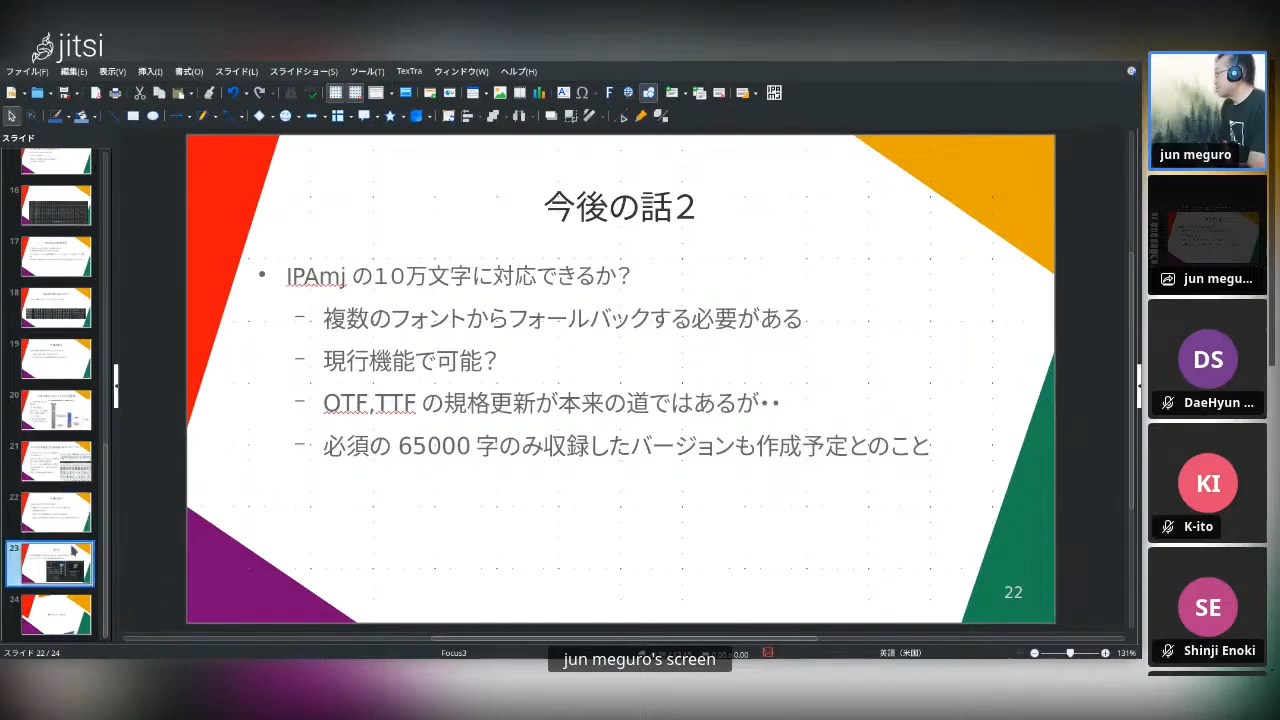 jitsi
ファイル(F) 編集(E) 表示(V) 挿入(I) 書式(O) スライド(L) スライドショー(S) ツール(T) TexTra ウィンドウ(W) ヘルプ(H)
スライド
16
17
18
19
20
21
22
23
24
今後の話２
• IPAmj の１０万文字に対応できるか？
– 複数のフォントからフォールバックする必要がある
– 現行機能で可能？
– OTF,TTF の規格更新が本来の道ではあるが・・
– 必須の 65000字のみ収録したバージョンも作成予定とのこと
22
スライド 22 / 24
Focus3
0.00
英語（米国）
131%
jun meguro's screen
jun meguro
jun megu...
DS
DaeHyun ...
KI
K-ito
SE
Shinji Enoki